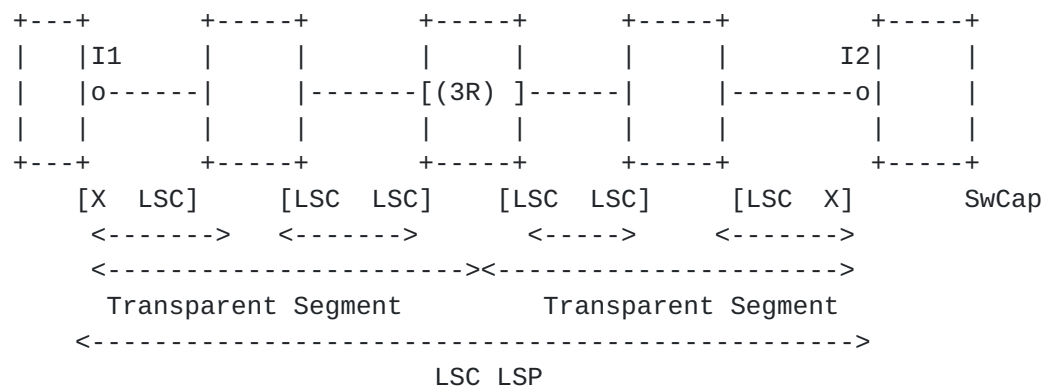 +---+       +-----+       +-----+      +-----+         +-----+
|   |I1     |     |       |     |      |     |       I2|     |
|   |o------|     |-------[(3R) ]------|     |--------o|     |
|   |       |     |       |     |      |     |         |     |
+---+       +-----+       +-----+      +-----+         +-----+
[X  LSC]     [LSC  LSC]    [LSC  LSC]     [LSC  X]       SwCap
<------->   <------->       <----->     <------->
<-----------------------><----------------------->
Transparent Segment         Transparent Segment
<------------------------------------------------->
LSC LSP